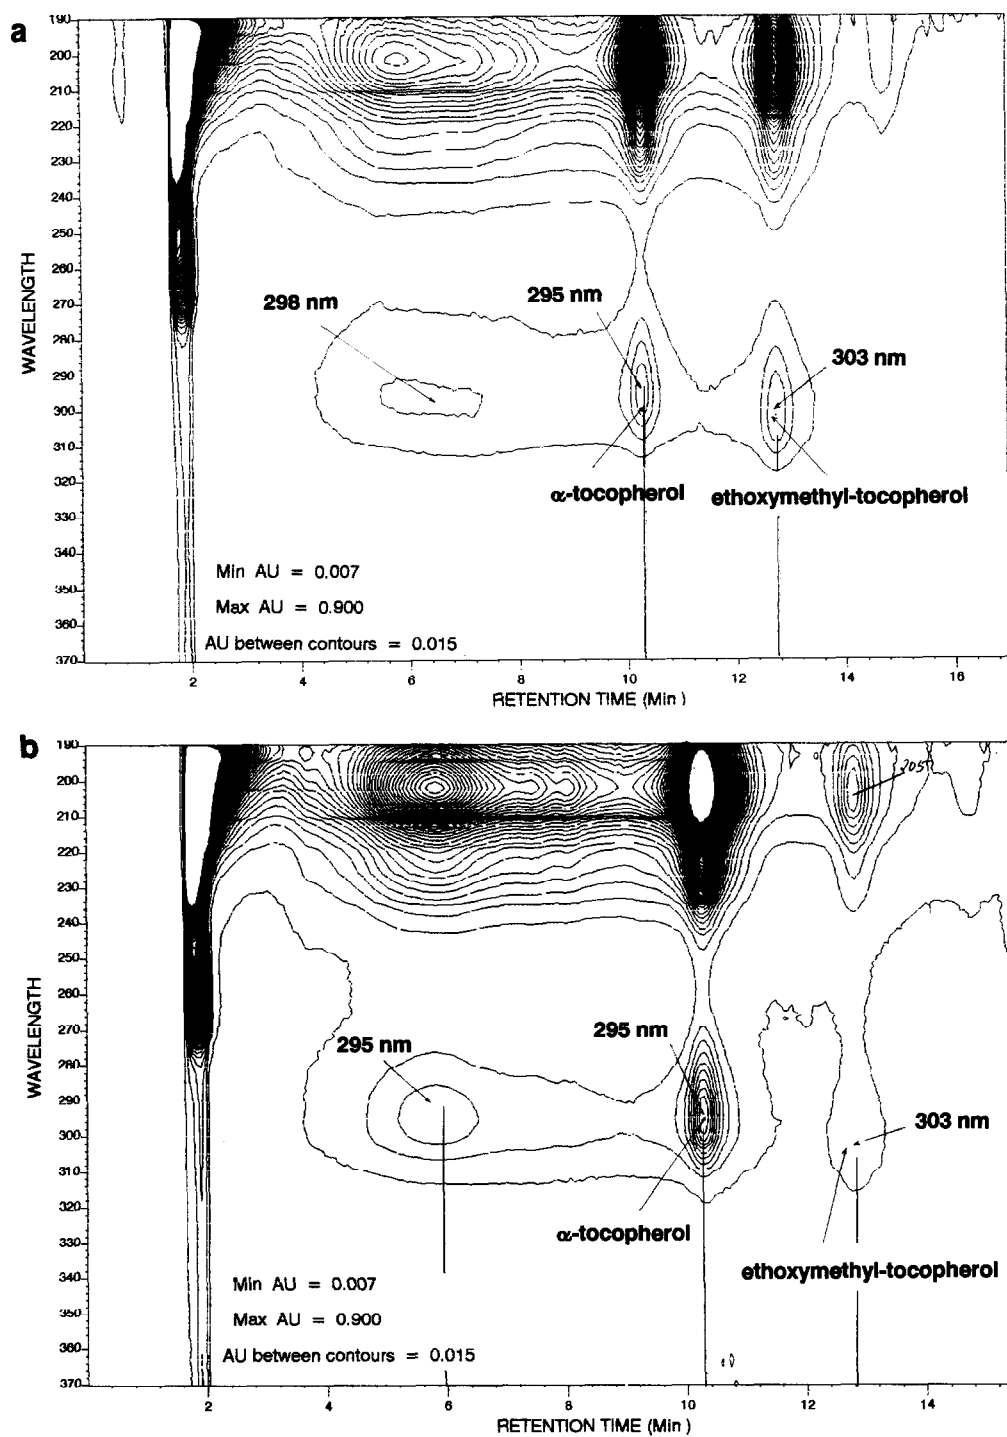 a
190
200
210
220
230
240
250
260
270
280
290
300
310
320
330
340
350
360
370
WAVELENGTH
298 nm
295 nm
303 nm
α-tocopherol
ethoxymethyl-tocopherol
Min AU = 0.007
Max AU = 0.900
AU between contours = 0.015
2 4 6 8 10 12 14 16
RETENTION TIME (Min )
b
190
200
210
220
230
240
250
260
270
280
290
300
310
320
330
340
350
360
370
WAVELENGTH
205
295 nm
295 nm
303 nm
α-tocopherol
ethoxymethyl-tocopherol
Min AU = 0.007
Max AU = 0.900
AU between contours = 0.015
2 4 6 8 10 12 14
RETENTION TIME (Min )